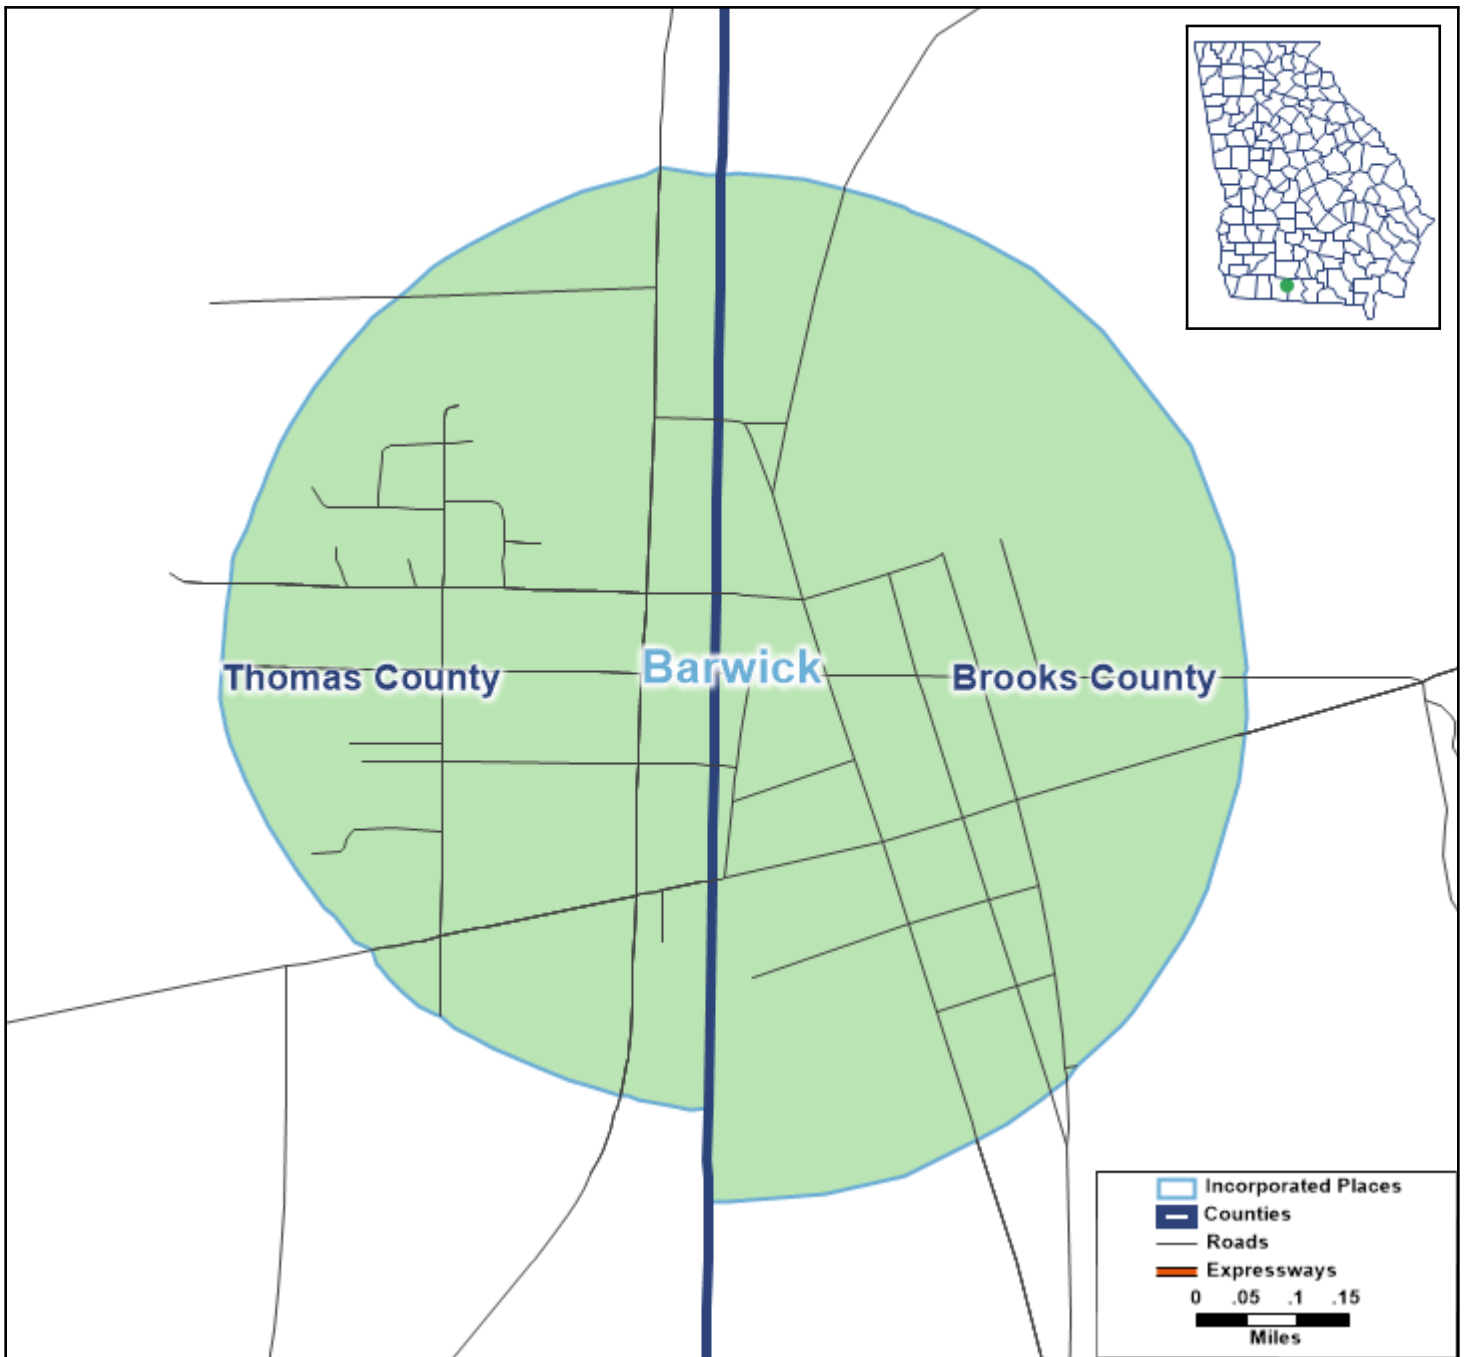 Barwick
Thomas County
Brooks County
Incorporated Places
Counties
Roads
Expressways
0 .05 .1 .15
Miles